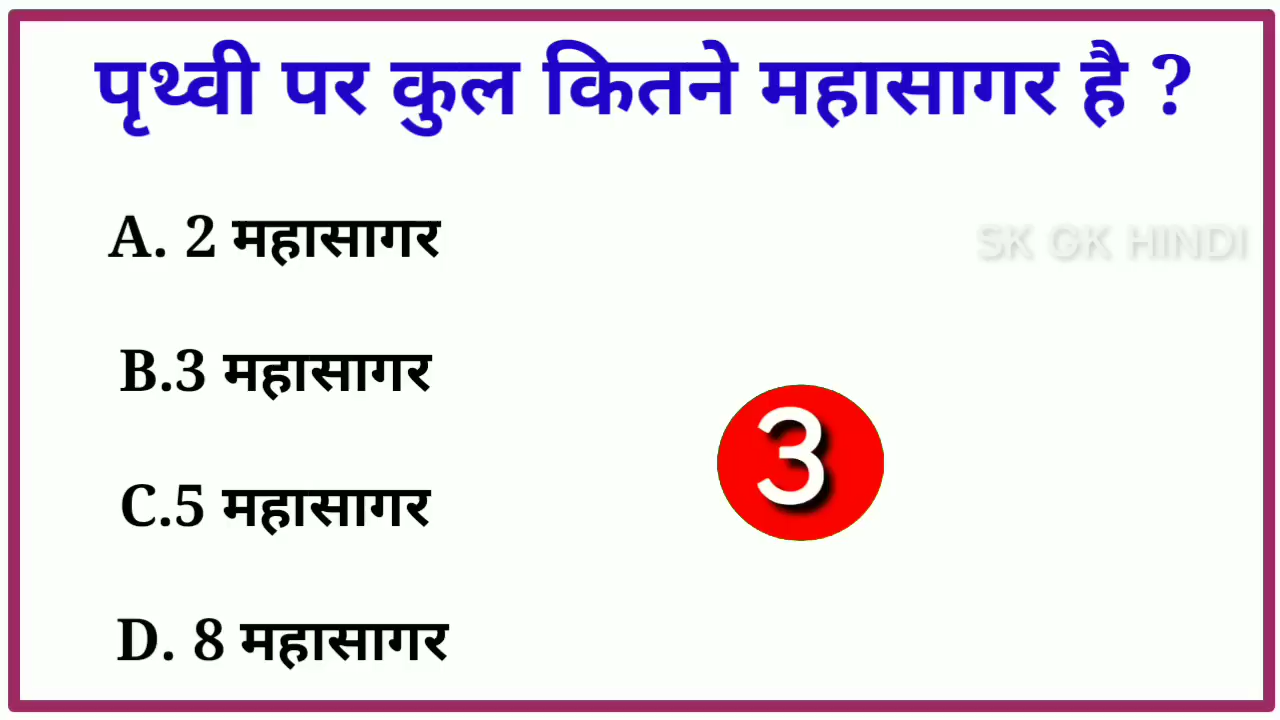 पृथ्वी पर कुल कितने महासागर है ?
A. 2 महासागर
SK GK HINDI
B.3 महासागर
3
C.5 महासागर
D. 8 महासागर